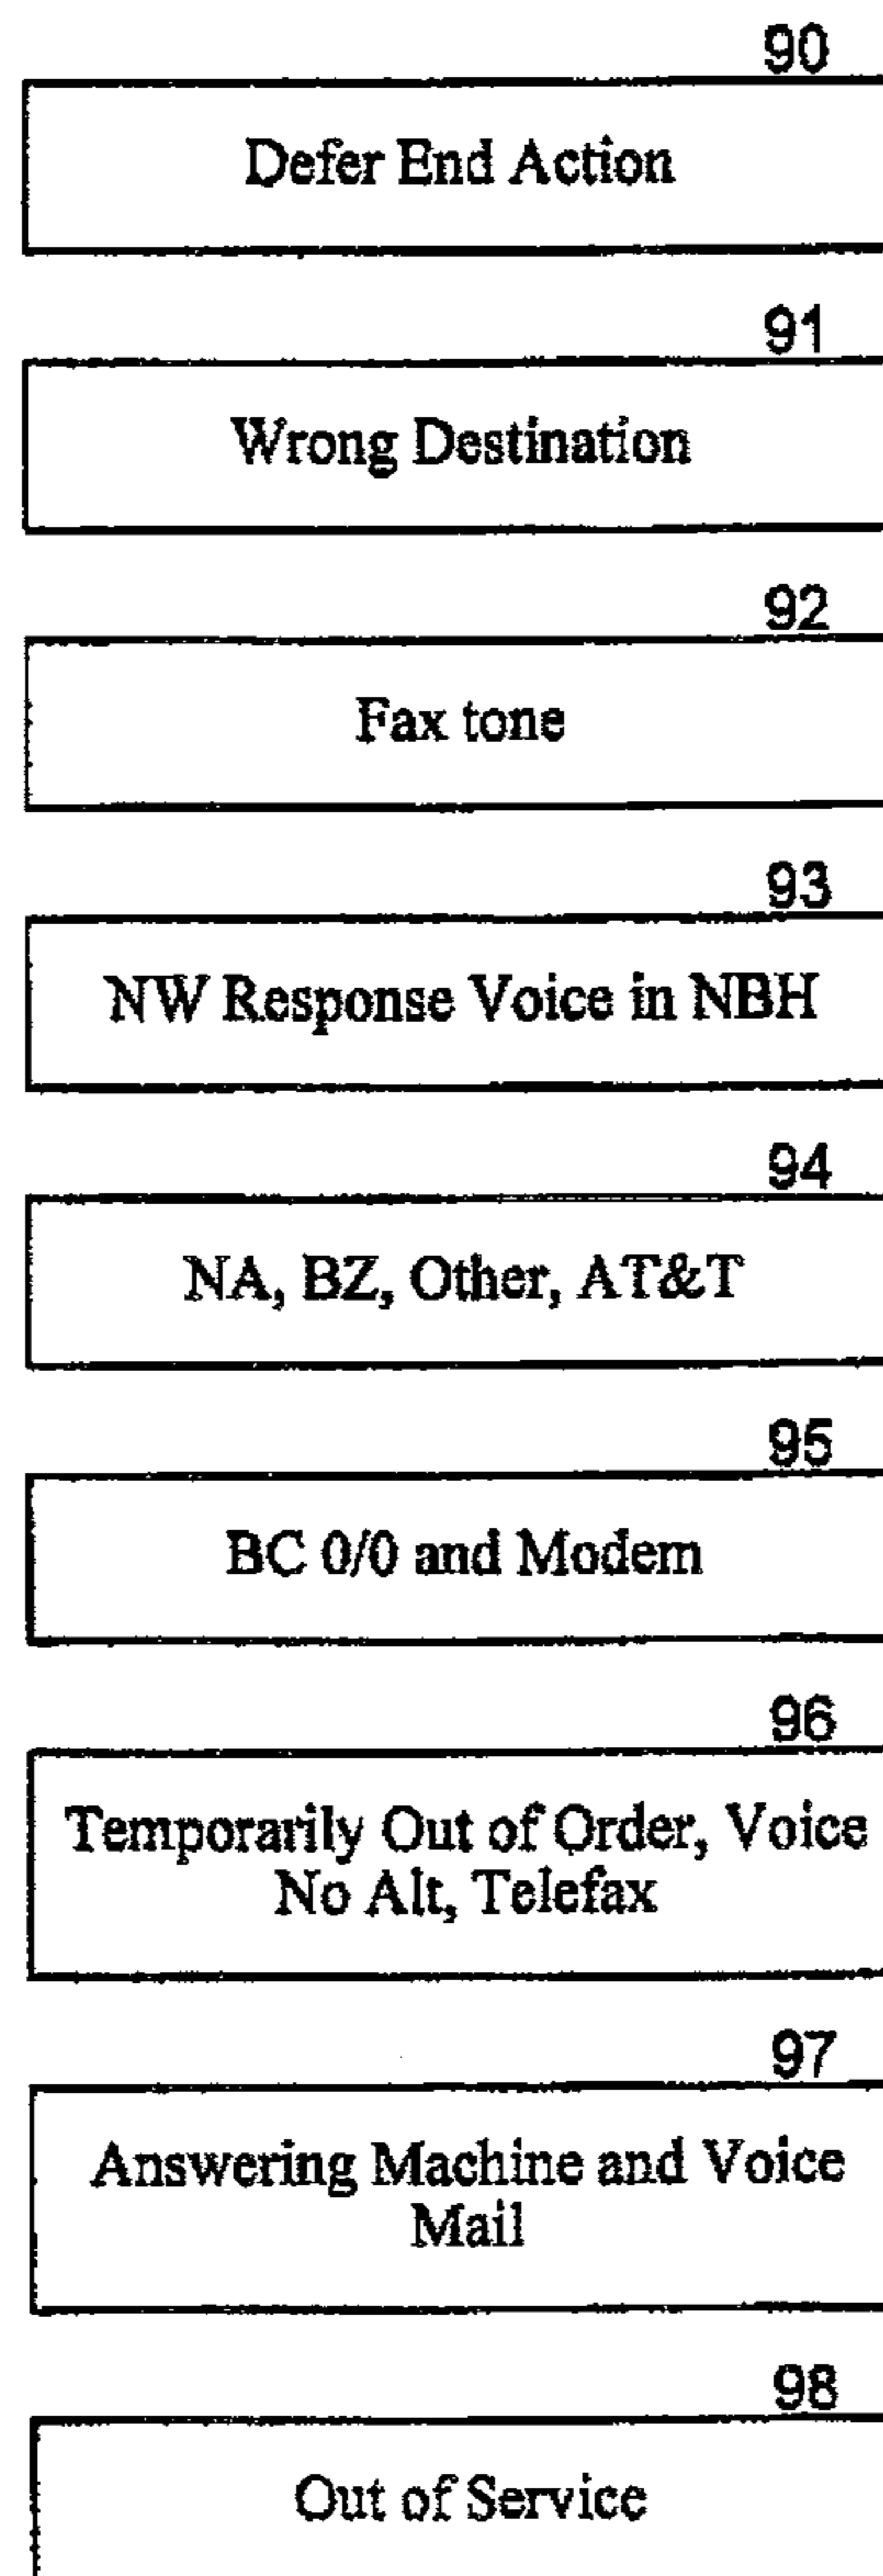 90
Defer End Action
91
Wrong Destination
92
Fax tone
93
NW Response Voice in NBH
94
NA, BZ, Other, AT&T
95
BC 0/0 and Modem
96
Temporarily Out of Order, Voice
No Alt, Telefax
97
Answering Machine and Voice
Mail
98
Out of Service